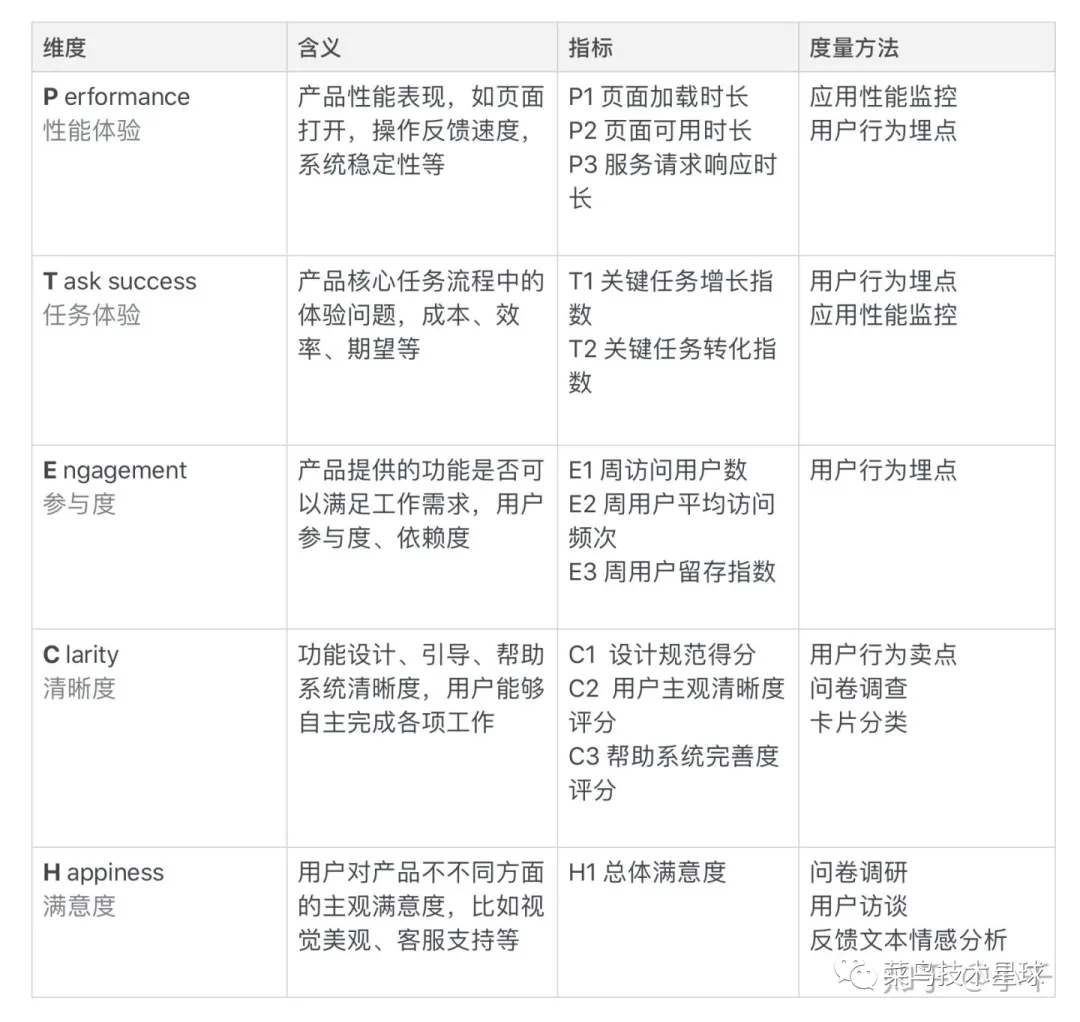 维度
含义
指标
度量方法
P erformance
性能体验
产品性能表现，如页面
打开，操作反馈速度，
系统稳定性等
P1 页面加载时长
P2 页面可用时长
P3 服务请求响应时
长
应用性能监控
用户行为埋点
T ask success
任务体验
产品核心任务流程中的
体验问题，成本、效
率、期望等
T1 关键任务增长指
数
T2 关键任务转化指
数
用户行为埋点
应用性能监控
E ngagement
参与度
产品提供的功能是否可
以满足工作需求，用户
参与度、依赖度
E1 周访问用户数
E2 周用户平均访问
频次
E3 周用户留存指数
用户行为埋点
C larity
清晰度
功能设计、引导、帮助
系统清晰度，用户能够
自主完成各项工作
C1 设计规范得分
C2 用户主观清晰度
评分
C3 帮助系统完善度
评分
用户行为卖点
问卷调查
卡片分类
H appiness
满意度
用户对产品不不同方面
的主观满意度，比如视
觉美观、客服支持等
H1 总体满意度
问卷调研
用户访谈
反馈文本情感分析
菜鸟技术星球